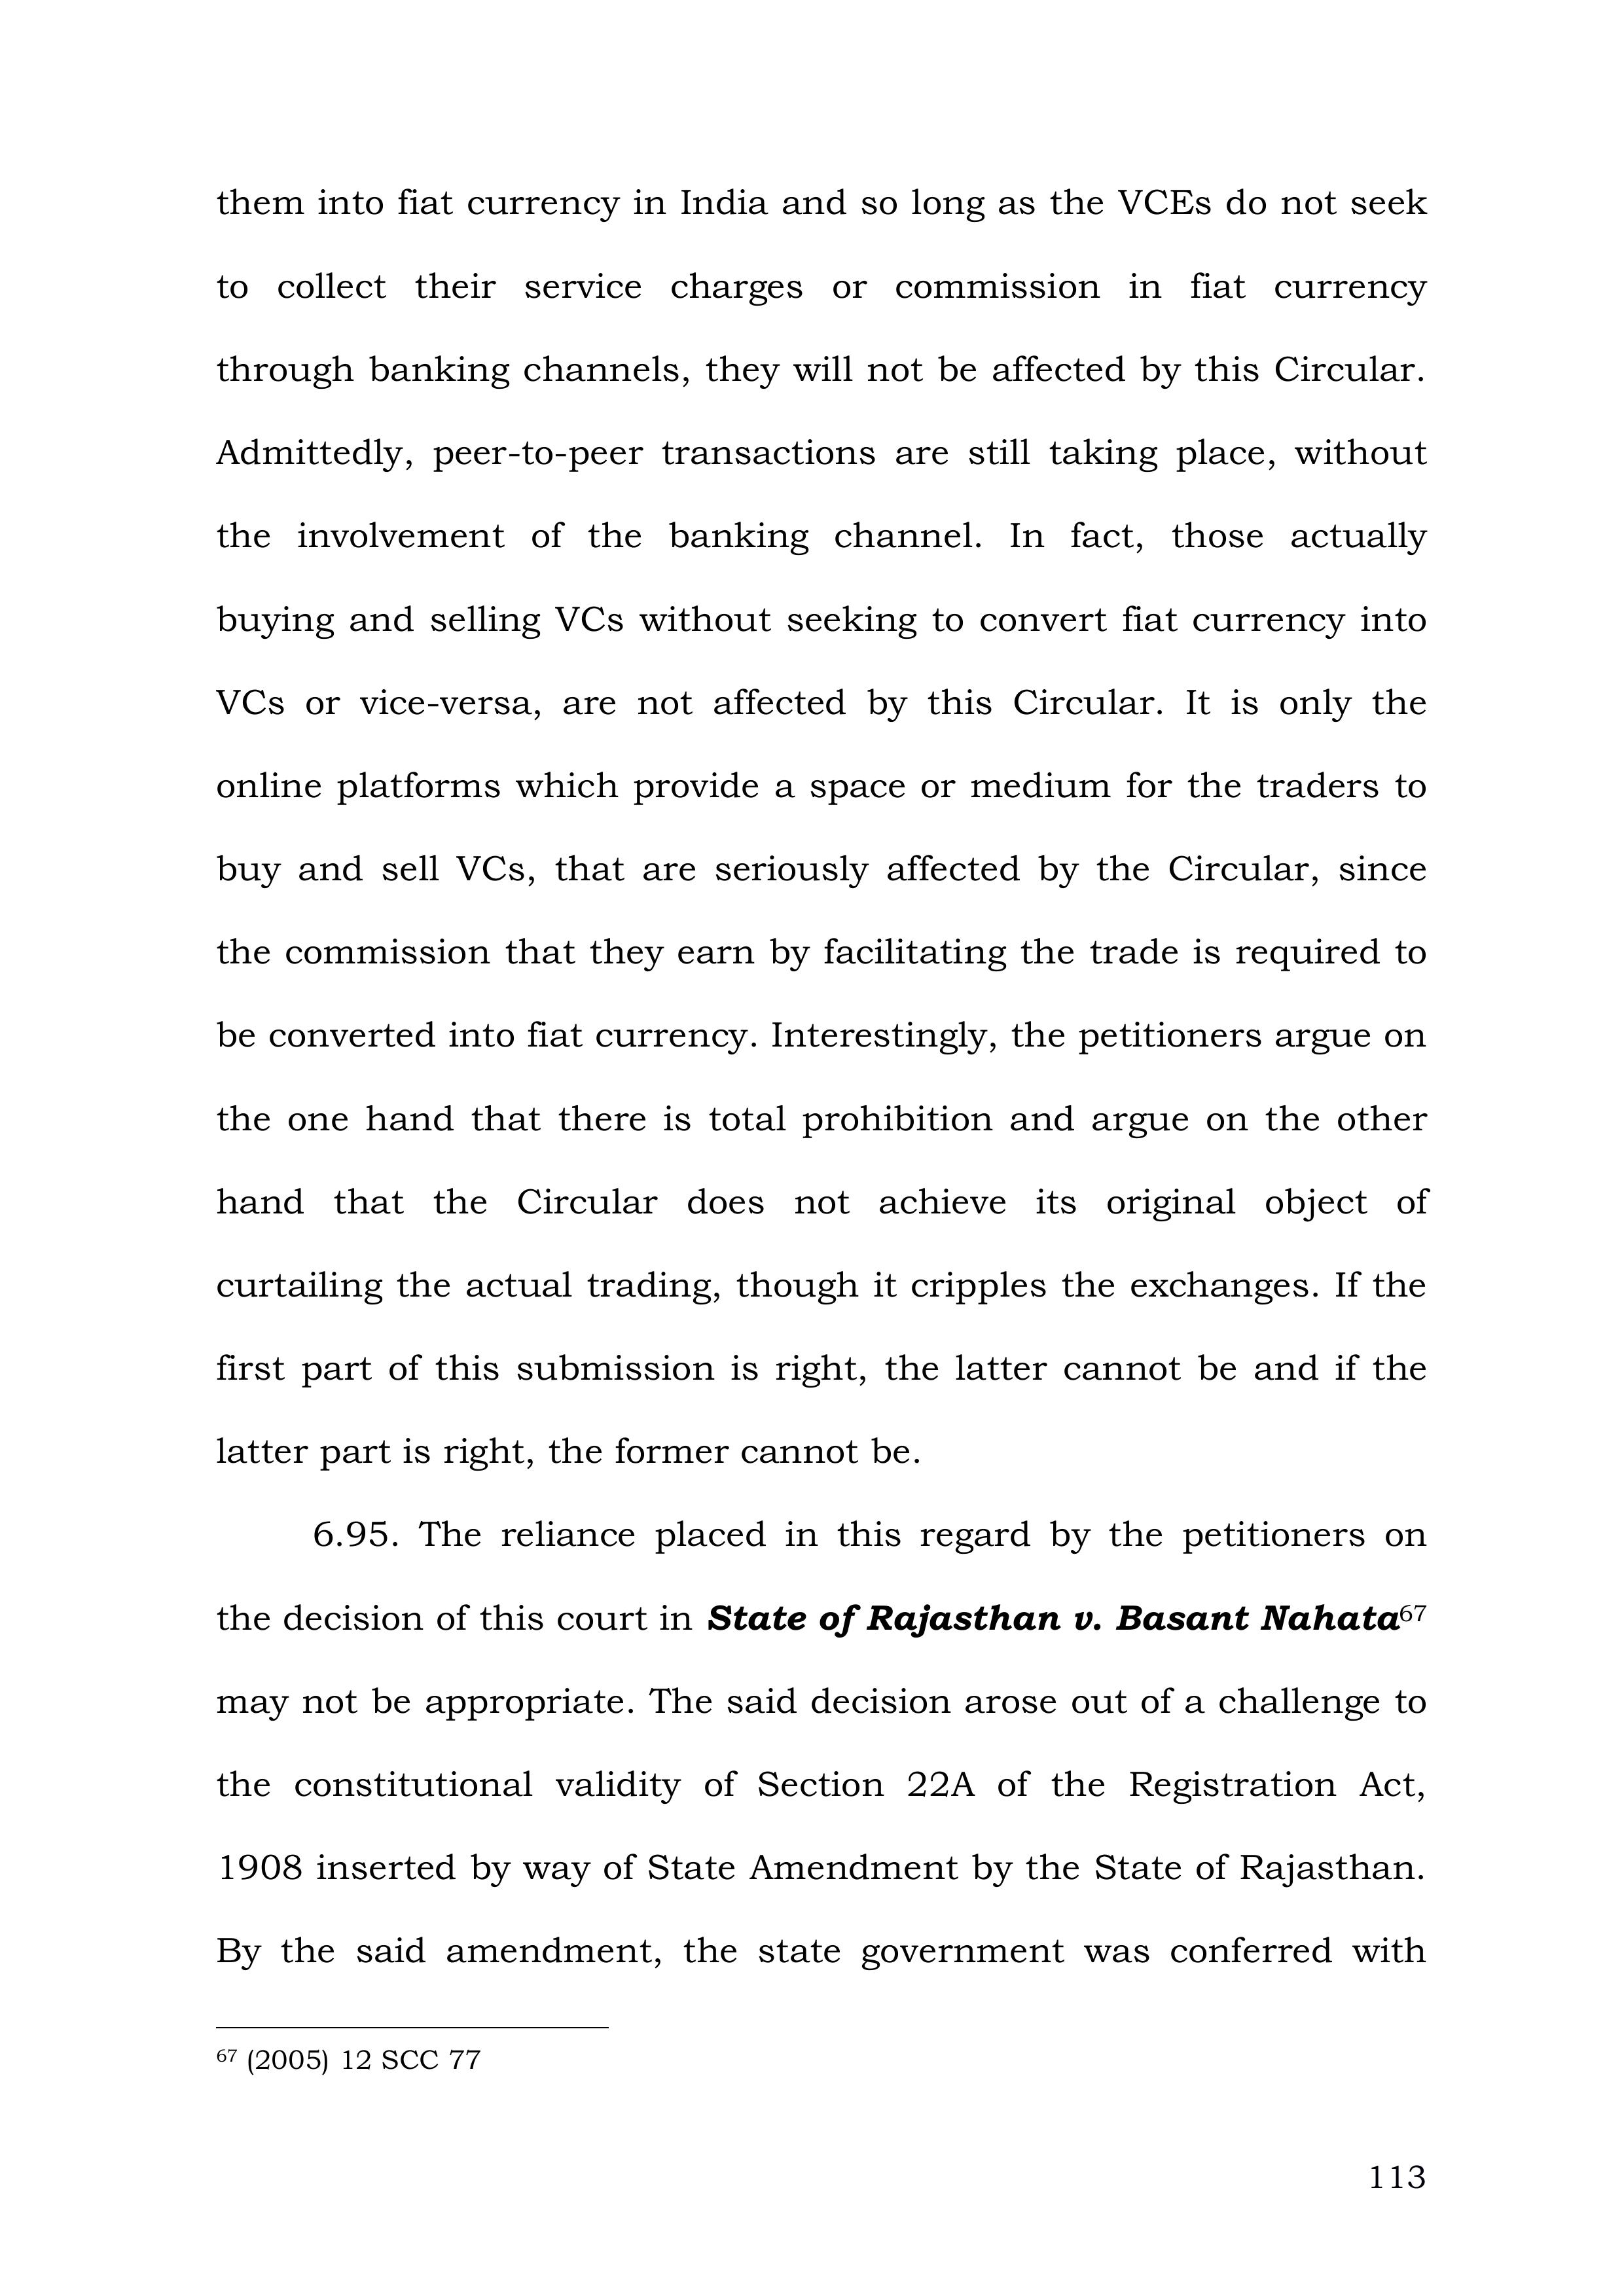 them into fiat currency in India and so long as the VCEs do not seek
to collect their service charges or commission in fiat currency
through banking channels, they will not be affected by this Circular.
Admittedly, peer-to-peer transactions are still taking place, without
the involvement of the banking channel. In fact, those actually
buying and selling VCs without seeking to convert fiat currency into
VCs or vice-versa, are not affected by this Circular. It is only the
online platforms which provide a space or medium for the traders to
buy and sell VCs, that are seriously affected by the Circular, since
the commission that they earn by facilitating the trade is required to
be converted into fiat currency. Interestingly, the petitioners argue on
the one hand that there is total prohibition and argue on the other
hand that the Circular does not achieve its original object of
curtailing the actual trading, though it cripples the exchanges. If the
first part of this submission is right, the latter cannot be and if the
latter part is right, the former cannot be.
6.95. The reliance placed in this regard by the petitioners on
the decision of this court in State of Rajasthan v. Basant Nahata67
may not be appropriate. The said decision arose out of a challenge to
the constitutional validity of Section 22A of the Registration Act,
1908 inserted by way of State Amendment by the State of Rajasthan.
By the said amendment, the state government was conferred with
67 (2005) 12 SCC 77
113